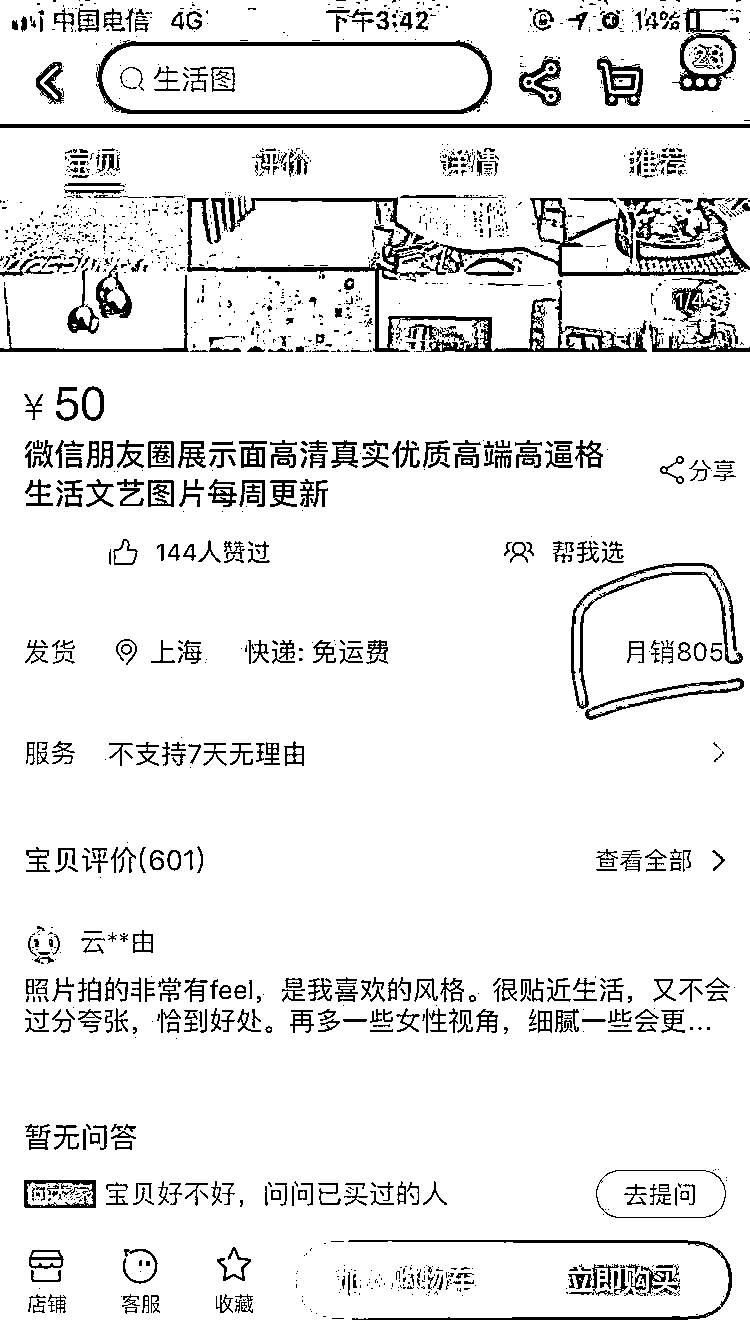 中国电信 4G 下午3:42 14%
生活图
28
宝贝 评价 详情 推荐
1/4
¥ 50
微信朋友圈展示面高清真实优质高端高逼格
生活文艺图片每周更新
分享
144人赞过 帮我选
发货 上海 快递: 免运费 月销805
服务 不支持7天无理由
宝贝评价(601) 查看全部
云**由
照片拍的非常有feel，是我喜欢的风格。很贴近生活，又不会
过分夸张，恰到好处。再多一些女性视角，细腻一些会更...
暂无问答
问大家 宝贝好不好，问问已买过的人 去提问
店铺 客服 收藏 加入购物车 立即购买